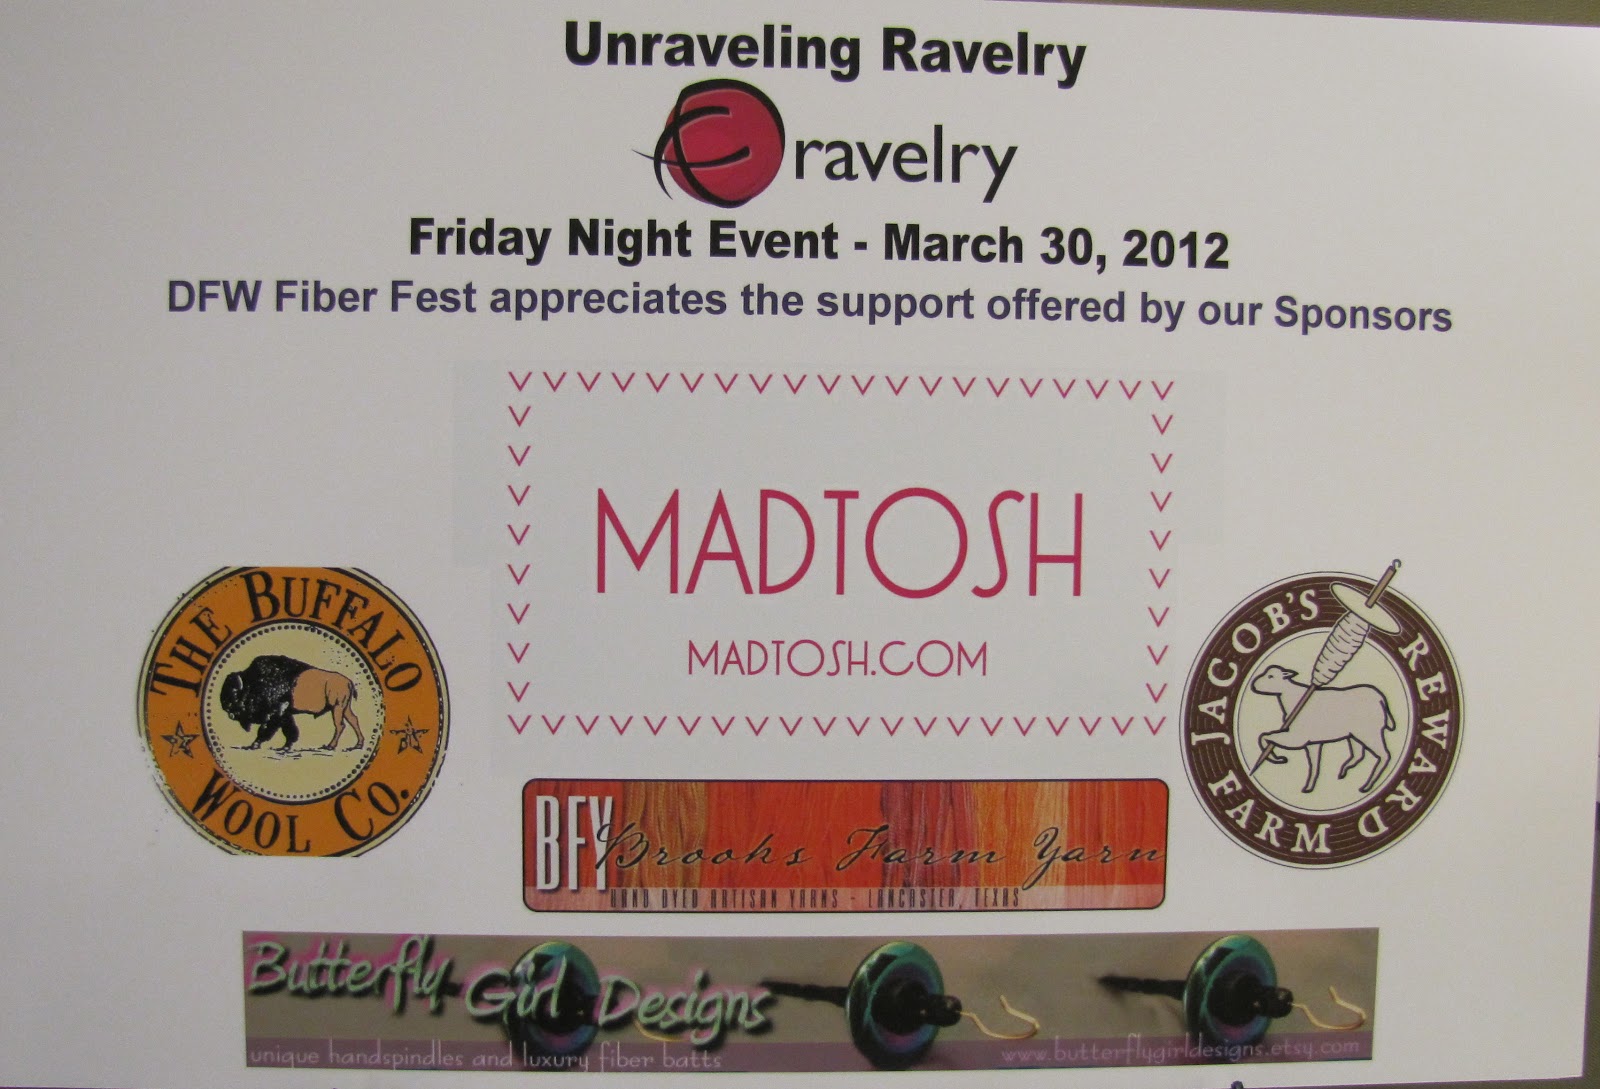 Unraveling Ravelry
ravelry
Friday Night Event - March 30, 2012
DFW Fiber Fest appreciates the support offered by our Sponsors
MADTOSH
MADTOSH.COM
THE BUFFALO
WOOL CO.
JACOB'S REWARD
FARM
BFY Brooks Farm Yarn
HAND DYED ARTISAN YARNS - LANCASTER, TEXAS
Butterfly Girl Designs
unique handspindles and luxury fiber batts
www.butterflygirldesigns.etsy.com